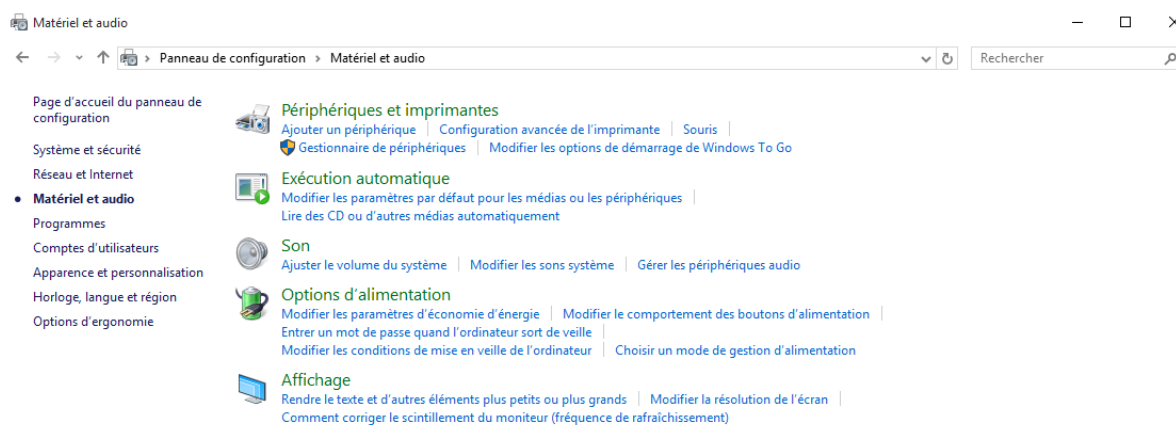 Matériel et audio
Panneau de configuration > Matériel et audio
Rechercher
Page d'accueil du panneau de
configuration
Système et sécurité
Réseau et Internet
Matériel et audio
Programmes
Comptes d'utilisateurs
Apparence et personnalisation
Horloge, langue et région
Options d'ergonomie
Périphériques et imprimantes
Ajouter un périphérique | Configuration avancée de l'imprimante | Souris |
Gestionnaire de périphériques | Modifier les options de démarrage de Windows To Go
Exécution automatique
Modifier les paramètres par défaut pour les médias ou les périphériques |
Lire des CD ou d'autres médias automatiquement
Son
Ajuster le volume du système | Modifier les sons système | Gérer les périphériques audio
Options d'alimentation
Modifier les paramètres d'économie d'énergie | Modifier le comportement des boutons d'alimentation |
Entrer un mot de passe quand l'ordinateur sort de veille |
Modifier les conditions de mise en veille de l'ordinateur | Choisir un mode de gestion d'alimentation
Affichage
Rendre le texte et d'autres éléments plus petits ou plus grands | Modifier la résolution de l'écran |
Comment corriger le scintillement du moniteur (fréquence de rafraîchissement)